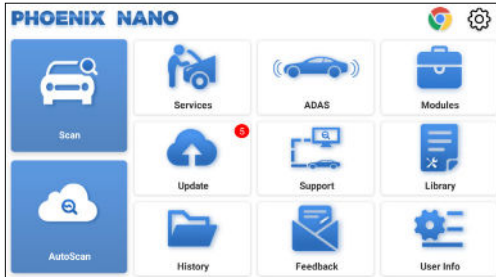 PHOENIX NANO
Scan
Services
ADAS
Modules
5
Update
Support
Library
AutoScan
History
Feedback
User Info